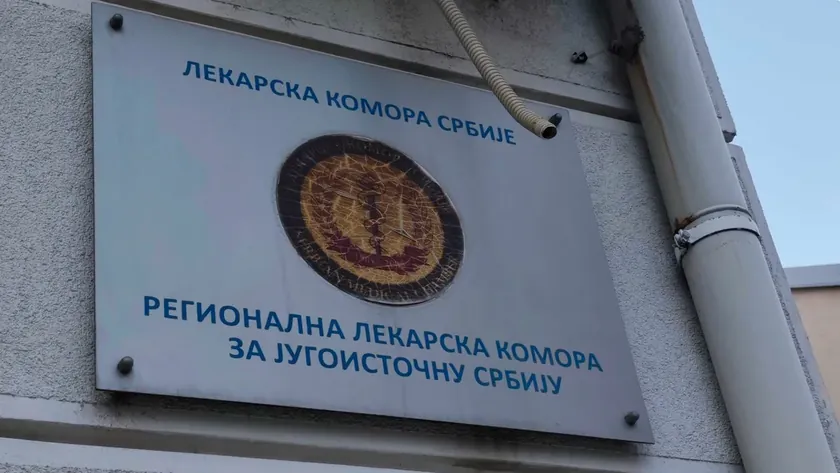 ЛЕКАРСКА КОМОРА СРБИЈЕ
РЕГИОНАЛНА ЛЕКАРСКА КОМОРА
ЗА ЈУГОИСТОЧНУ СРБИЈУ